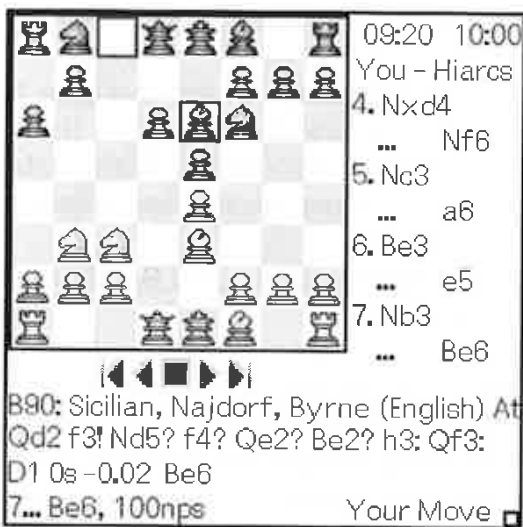 09:20 10:00
You - Hiarcs
4. Nxd4
... Nf6
5. Nc3
... a6
6. Be3
... e5
7. Nb3
... Be6
B90: Sicilian, Najdorf, Byrne (English) At
Qd2 f3! Nd5? f4? Qe2? Be2? h3: Qf3:
D1 0s -0.02 Be6
7... Be6, 100nps Your Move